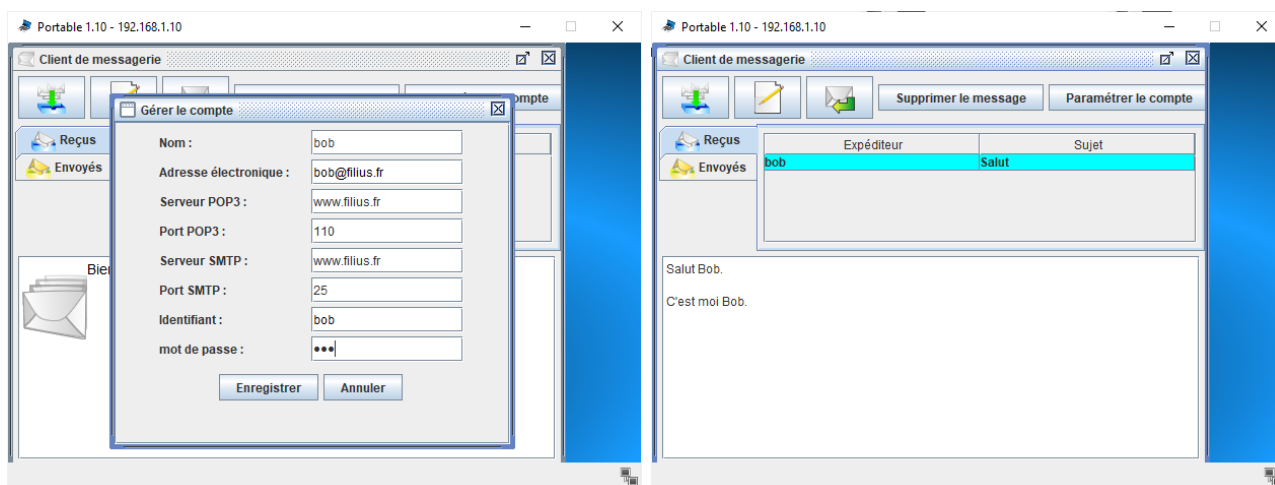 Portable 1.10 - 192.168.1.10
Client de messagerie
compte
Gérer le compte
Reçus
Envoyés
Nom : bob
Adresse électronique : bob@filius.fr
Serveur POP3 : www.filius.fr
Port POP3 : 110
Serveur SMTP : www.filius.fr
Port SMTP : 25
Identifiant : bob
mot de passe : •••
Enregistrer Annuler
Bie
Portable 1.10 - 192.168.1.10
Client de messagerie
Supprimer le message Paramétrer le compte
Reçus
Envoyés
Expéditeur Sujet
bob Salut
Salut Bob.
C'est moi Bob.